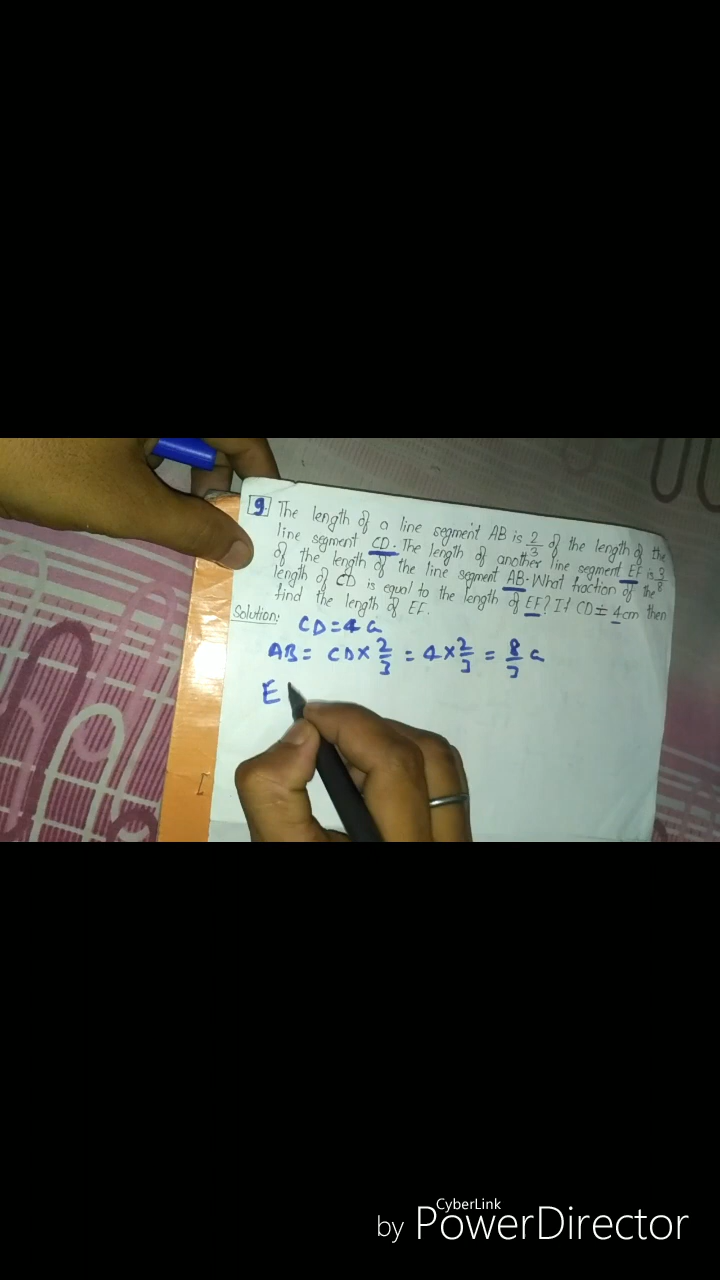 9 The length of a line segment AB is 2/3 of the length of the
line segment CD. The length of another line segment EF is 3/8
of the length of the line segment AB. What fraction of the
length of CD is equal to the length of EF? If CD = 4 cm then
find the length of EF.
Solution:
CD = 4 c
AB = CD × 2/3 = 4 × 2/3 = 8/3 c
E
CyberLink
by PowerDirector